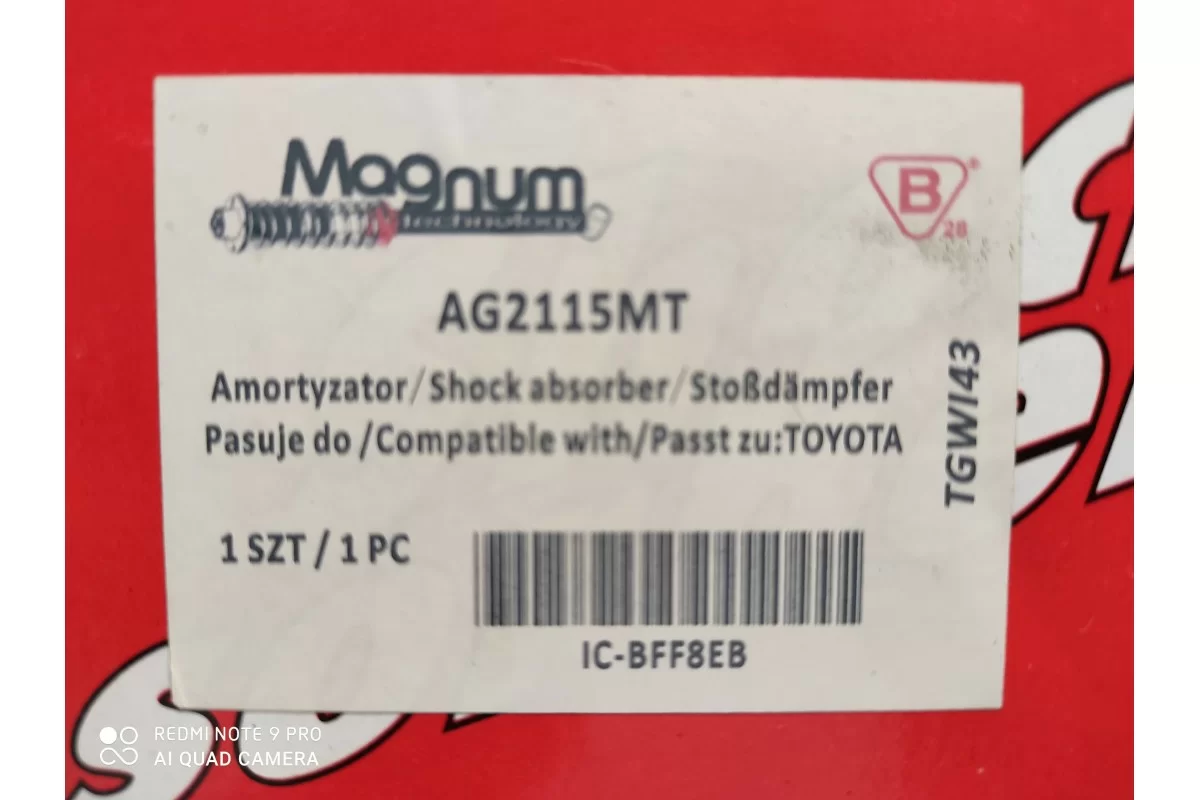 Magnum
technology
B
28
AG2115MT
Amortyzator/Shock absorber/Stoßdämpfer
Pasuje do /Compatible with/Passt zu:TOYOTA
TGWI43
1 SZT / 1 PC
IC-BFF8EB
REDMI NOTE 9 PRO
AI QUAD CAMERA